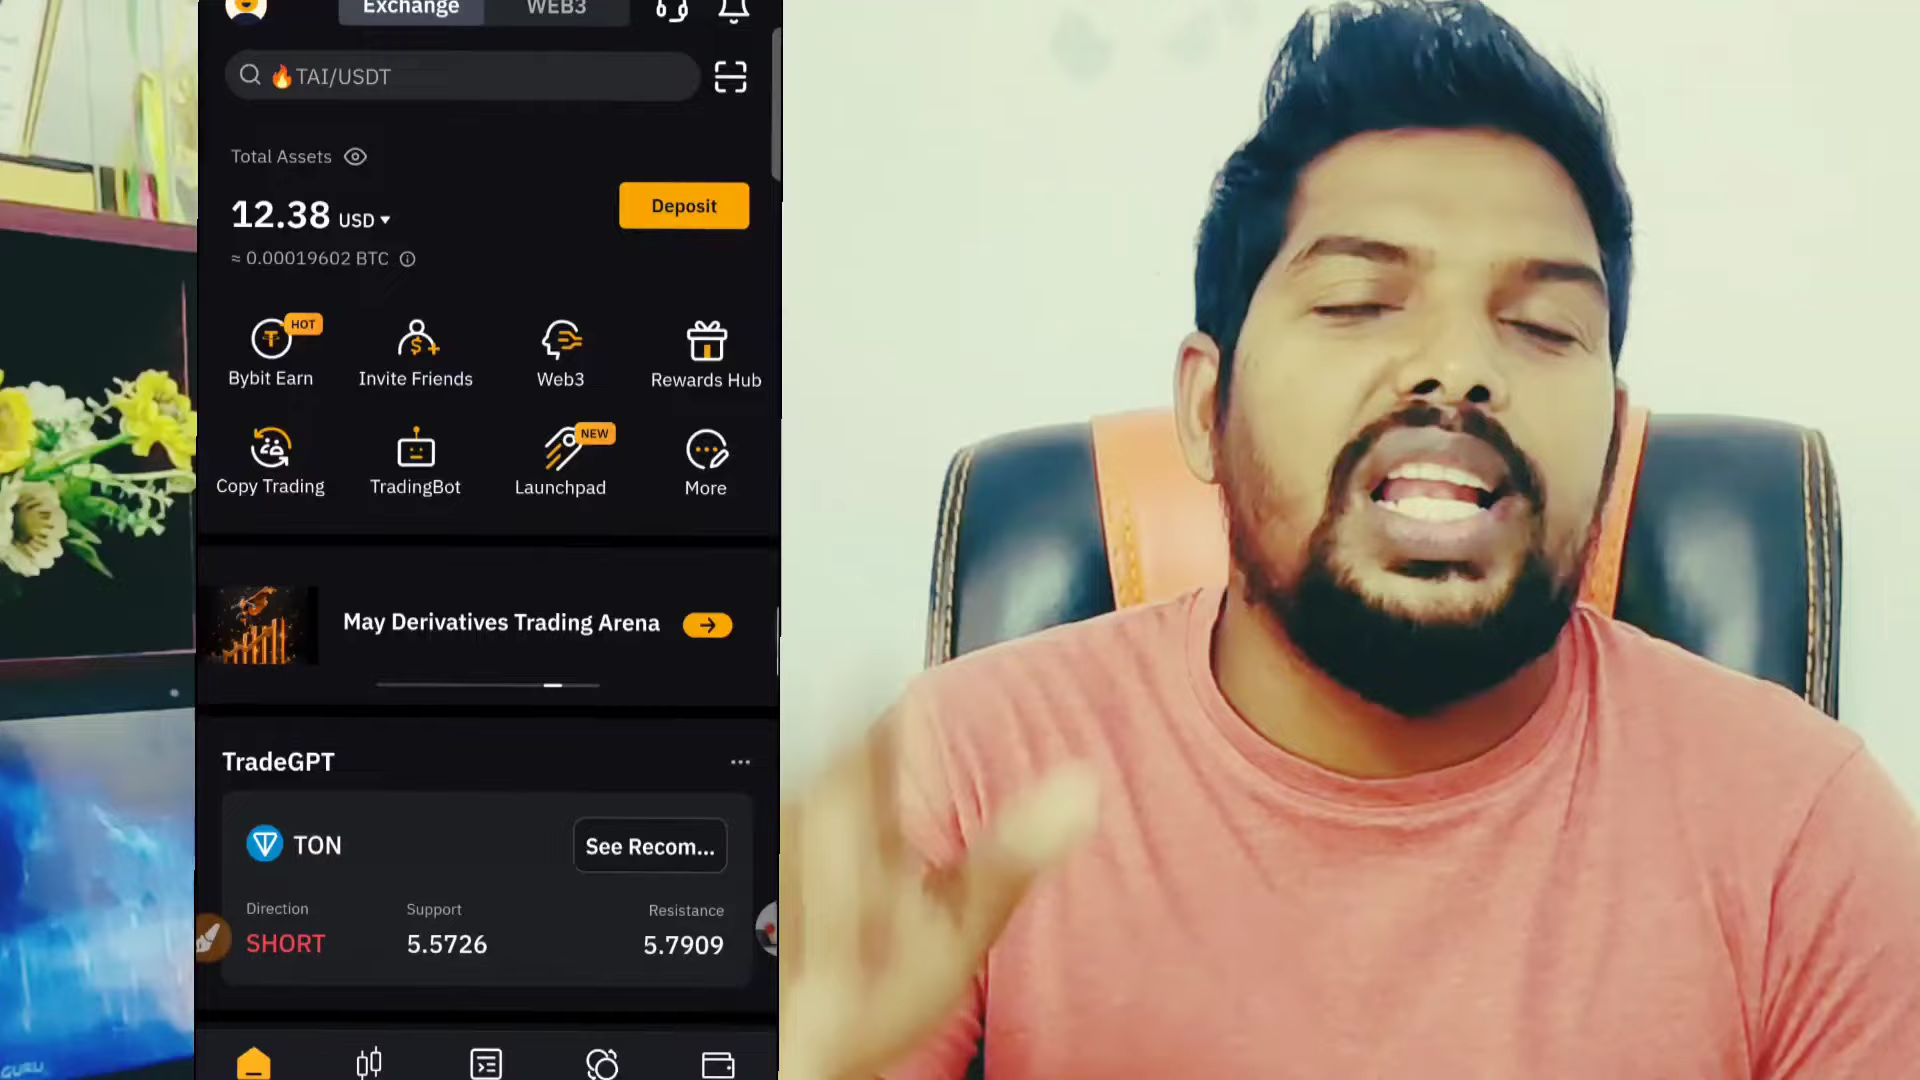 Exchange WEB3
TAI/USDT
Total Assets
12.38 USD
Deposit
≈ 0.00019602 BTC
HOT
Bybit Earn Invite Friends Web3 Rewards Hub
NEW
Copy Trading TradingBot Launchpad More
May Derivatives Trading Arena
TradeGPT
TON See Recom...
Direction Support Resistance
SHORT 5.5726 5.7909
GURU